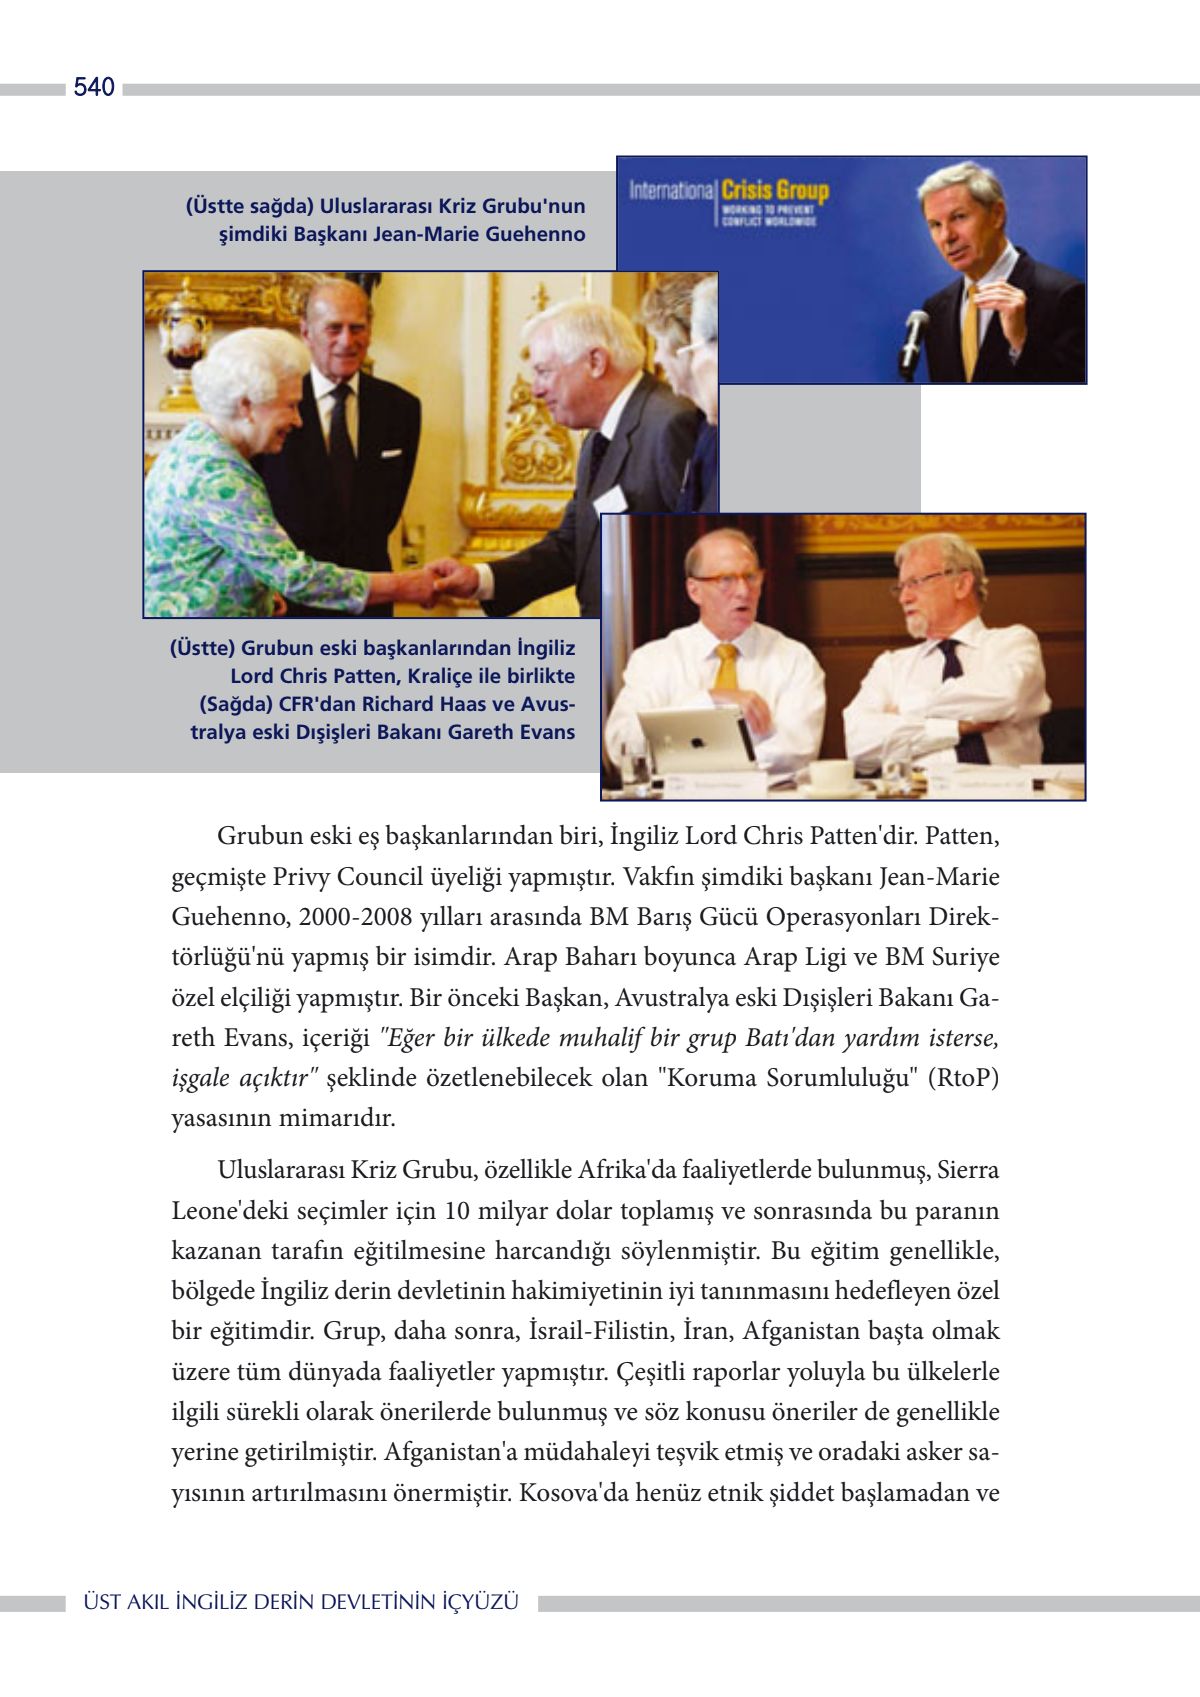 540
(Üstte sağda) Uluslararası Kriz Grubu'nun
şimdiki Başkanı Jean-Marie Guehenno
International Crisis Group
WORKING TO PREVENT
CONFLICT WORLDWIDE
(Üstte) Grubun eski başkanlarından İngiliz
Lord Chris Patten, Kraliçe ile birlikte
(Sağda) CFR'dan Richard Haas ve Avus-
tralya eski Dışişleri Bakanı Gareth Evans
Grubun eski eş başkanlarından biri, İngiliz Lord Chris Patten'dir. Patten,
geçmişte Privy Council üyeliği yapmıştır. Vakfın şimdiki başkanı Jean-Marie
Guehenno, 2000-2008 yılları arasında BM Barış Gücü Operasyonları Direk-
törlüğü'nü yapmış bir isimdir. Arap Baharı boyunca Arap Ligi ve BM Suriye
özel elçiliği yapmıştır. Bir önceki Başkan, Avustralya eski Dışişleri Bakanı Ga-
reth Evans, içeriği "Eğer bir ülkede muhalif bir grup Batı'dan yardım isterse,
işgale açıktır" şeklinde özetlenebilecek olan "Koruma Sorumluluğu" (RtoP)
yasasının mimarıdır.
Uluslararası Kriz Grubu, özellikle Afrika'da faaliyetlerde bulunmuş, Sierra
Leone'deki seçimler için 10 milyar dolar toplamış ve sonrasında bu paranın
kazanan tarafın eğitilmesine harcandığı söylenmiştir. Bu eğitim genellikle,
bölgede İngiliz derin devletinin hakimiyetinin iyi tanınmasını hedefleyen özel
bir eğitimdir. Grup, daha sonra, İsrail-Filistin, İran, Afganistan başta olmak
üzere tüm dünyada faaliyetler yapmıştır. Çeşitli raporlar yoluyla bu ülkelerle
ilgili sürekli olarak önerilerde bulunmuş ve söz konusu öneriler de genellikle
yerine getirilmiştir. Afganistan'a müdahaleyi teşvik etmiş ve oradaki asker sa-
yısının artırılmasını önermiştir. Kosova'da henüz etnik şiddet başlamadan ve
ÜST AKIL İNGİLİZ DERİN DEVLETİNİN İÇYÜZÜ